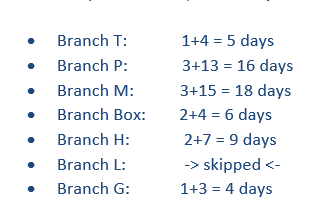 • Branch T: 1+4 = 5 days
• Branch P: 3+13 = 16 days
• Branch M: 3+15 = 18 days
• Branch Box: 2+4 = 6 days
• Branch H: 2+7 = 9 days
• Branch L: -> skipped <-
• Branch G: 1+3 = 4 days